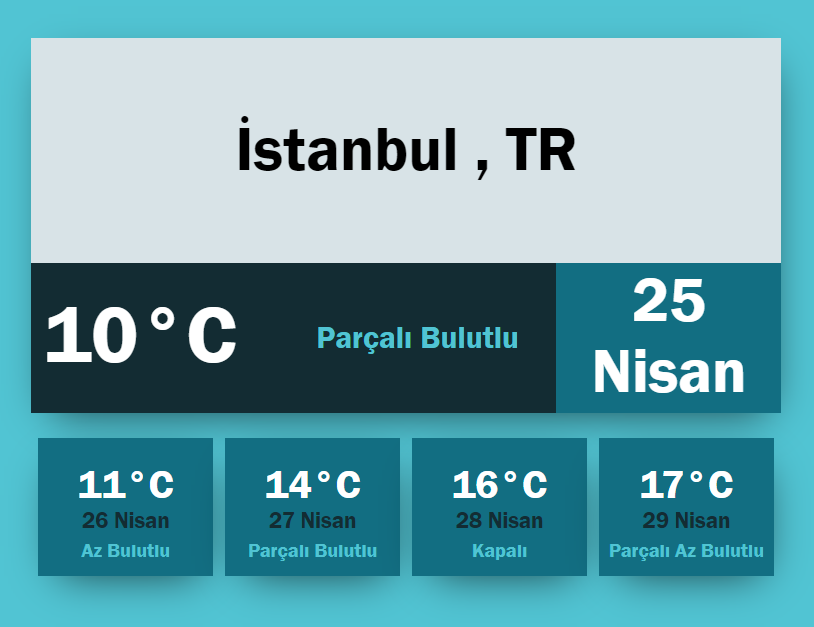 İstanbul , TR
10°C
Parçalı Bulutlu
25
Nisan
11°C
26 Nisan
Az Bulutlu
14°C
27 Nisan
Parçalı Bulutlu
16°C
28 Nisan
Kapalı
17°C
29 Nisan
Parçalı Az Bulutlu